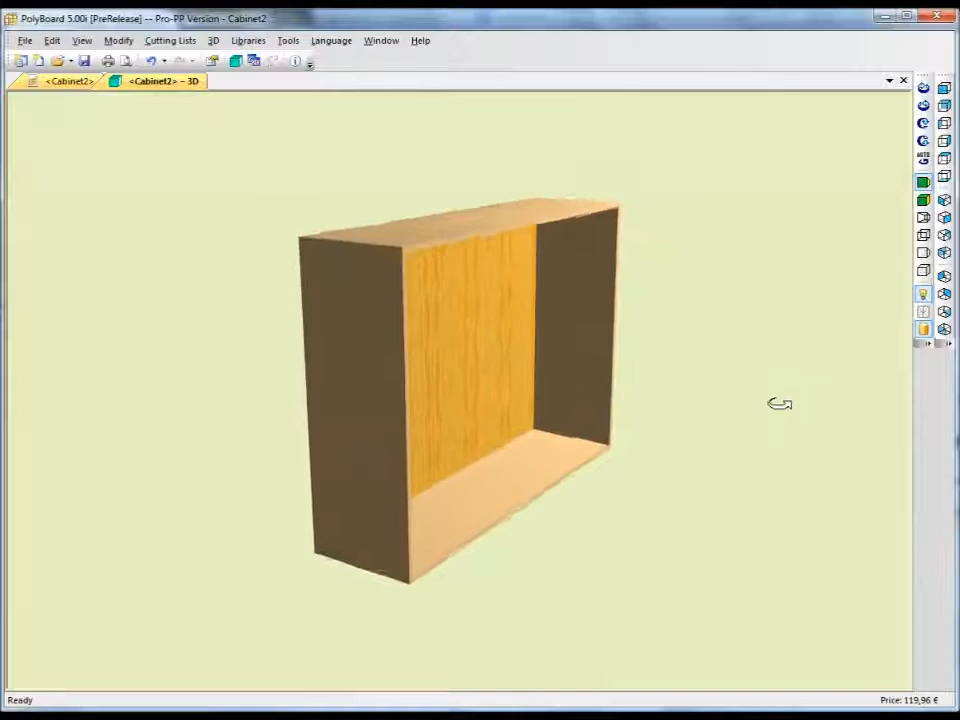 PolyBoard 5.00i [PreRelease] -- Pro-PP Version - Cabinet2
File Edit View Modify Cutting Lists 3D Libraries Tools Language Window Help
<Cabinet2> <Cabinet2> – 3D
AUTO
Ready Price: 119,96 €